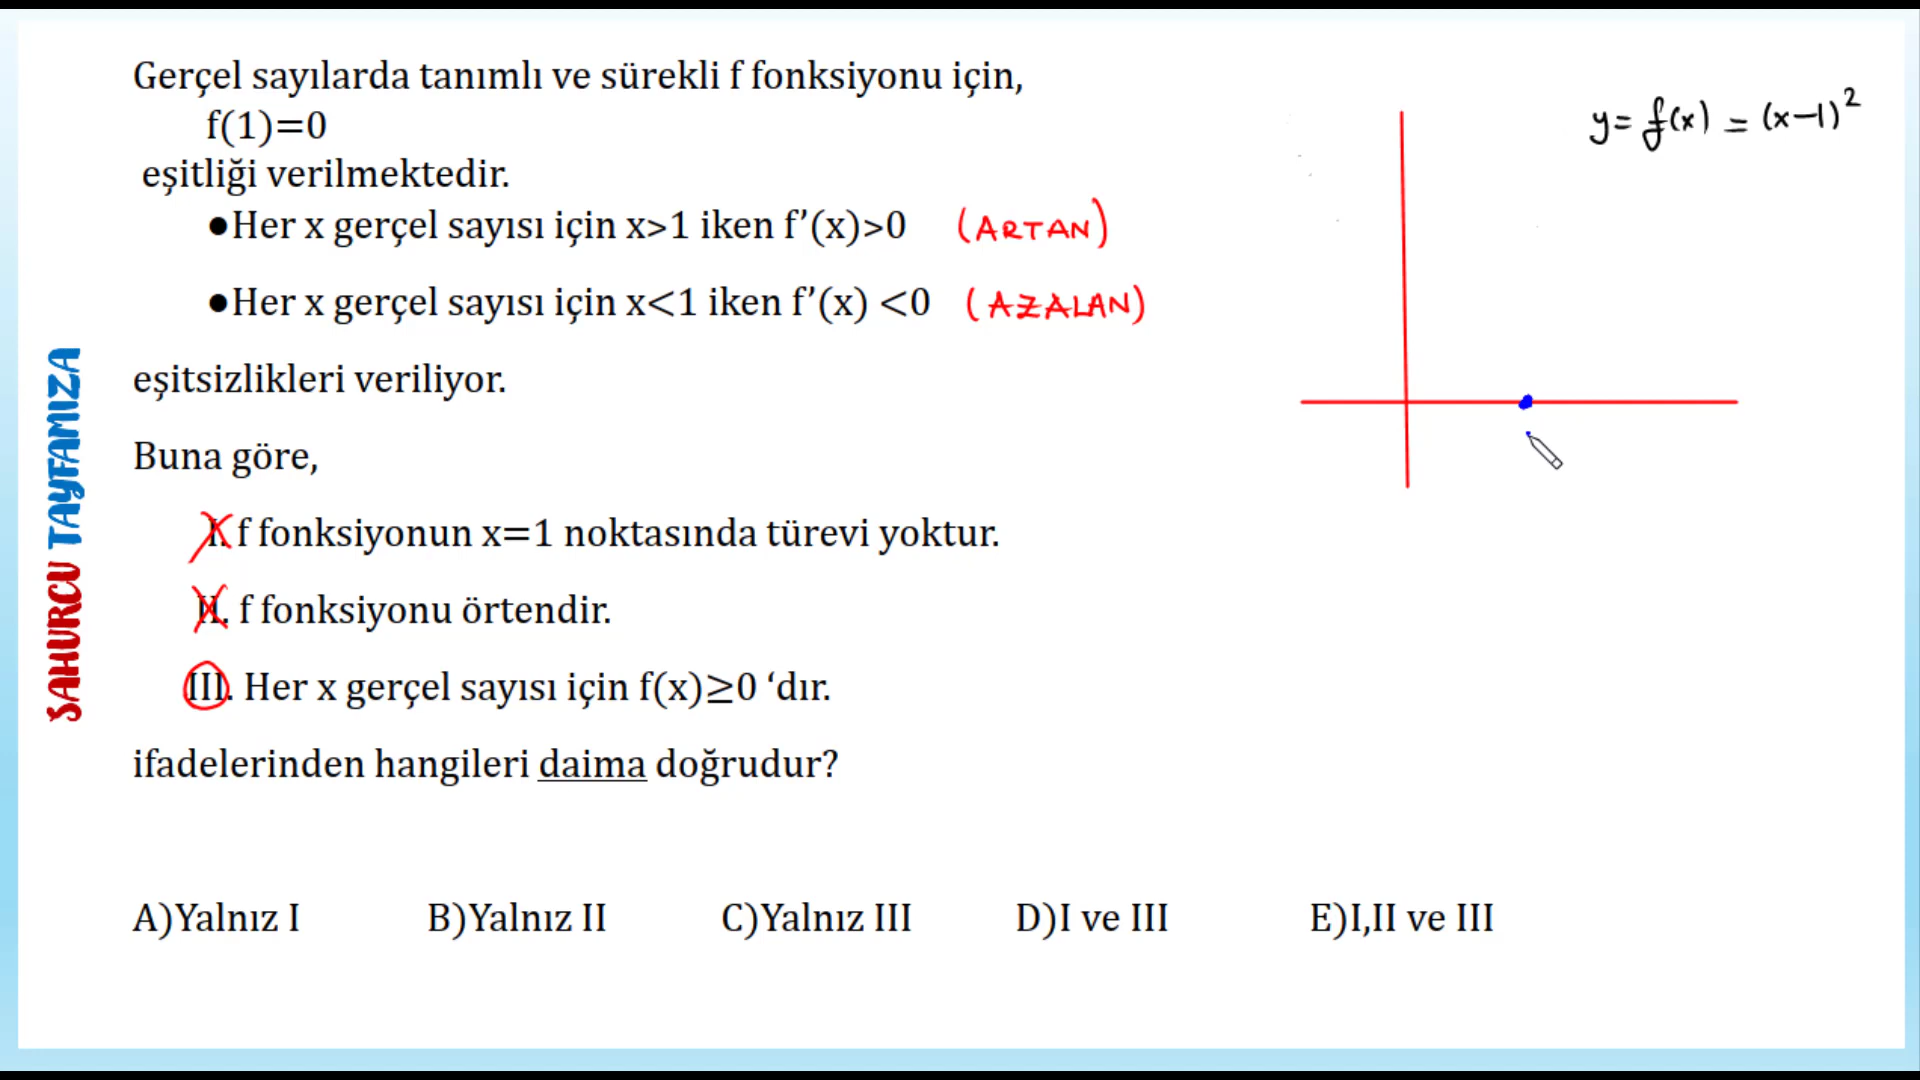 Gerçel sayılarda tanımlı ve sürekli f fonksiyonu için,
f(1)=0
eşitliği verilmektedir.
●Her x gerçel sayısı için x>1 iken f’(x)>0 (ARTAN)
●Her x gerçel sayısı için x<1 iken f’(x) <0 (AZALAN)
eşitsizlikleri veriliyor.
Buna göre,
I. f fonksiyonun x=1 noktasında türevi yoktur.
II. f fonksiyonu örtendir.
III. Her x gerçel sayısı için f(x)≥0 ‘dır.
ifadelerinden hangileri daima doğrudur?
A)Yalnız I B)Yalnız II C)Yalnız III D)I ve III E)I,II ve III
y= f(x) = (x-1)²
SAHURCU TAYFAMIZA